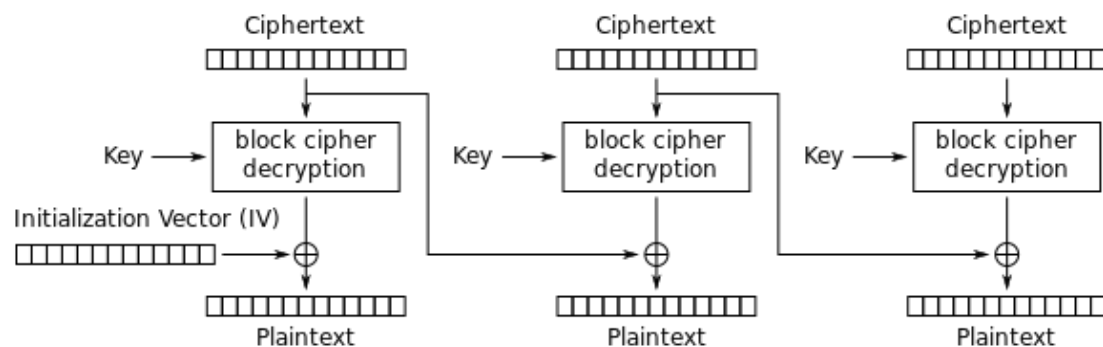 Ciphertext
Ciphertext
Ciphertext
Key
block cipher
decryption
Key
block cipher
decryption
Key
block cipher
decryption
Initialization Vector (IV)
Plaintext
Plaintext
Plaintext